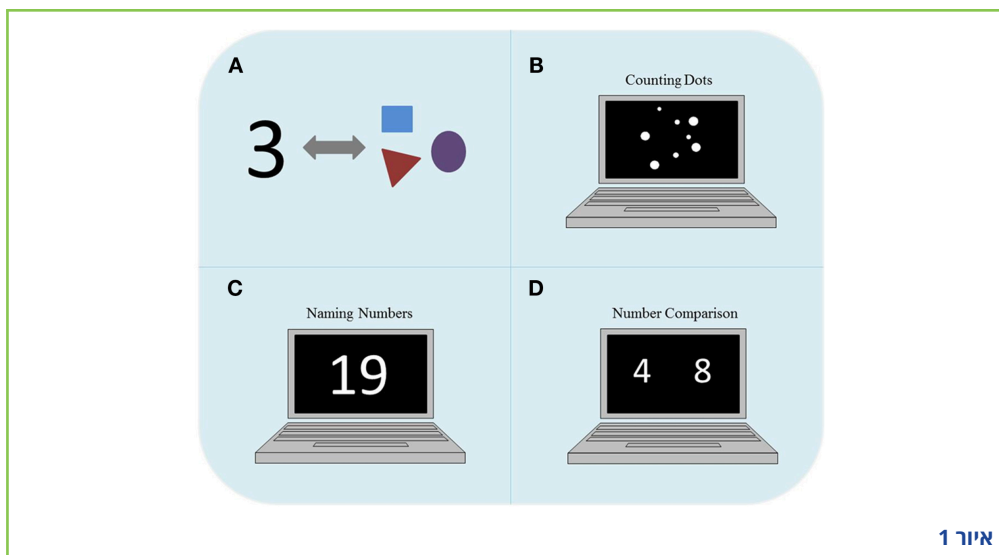 A
3
B
Counting Dots
C
Naming Numbers
19
D
Number Comparison
4 8
איור 1